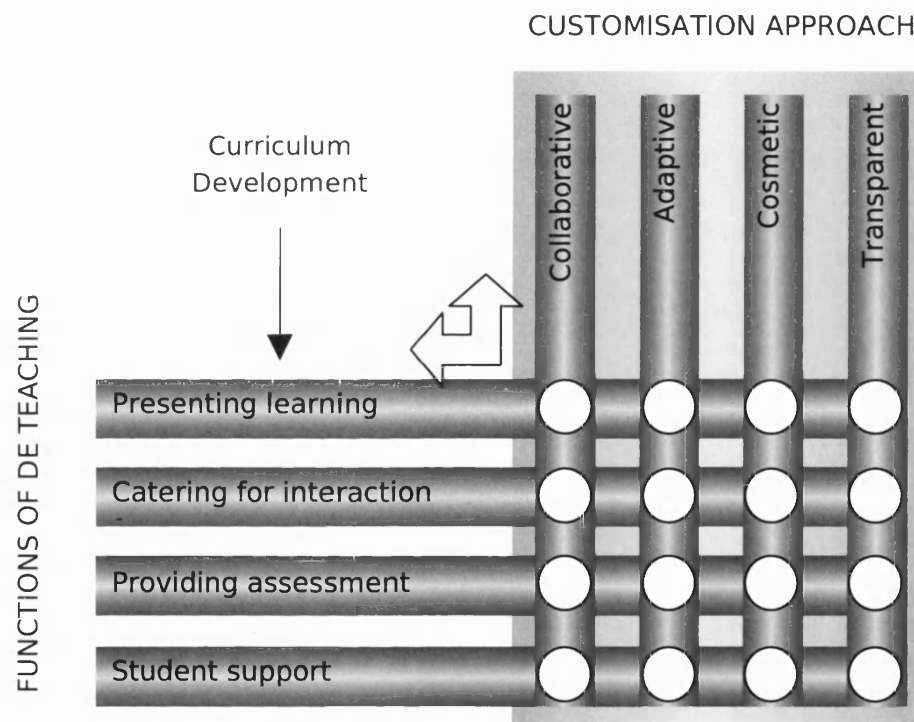 CUSTOMISATION APPROACH
Curriculum
Development
Collaborative
Adaptive
Cosmetic
Transparent
FUNCTIONS OF DE TEACHING
Presenting learning
Catering for interaction
Providing assessment
Student support